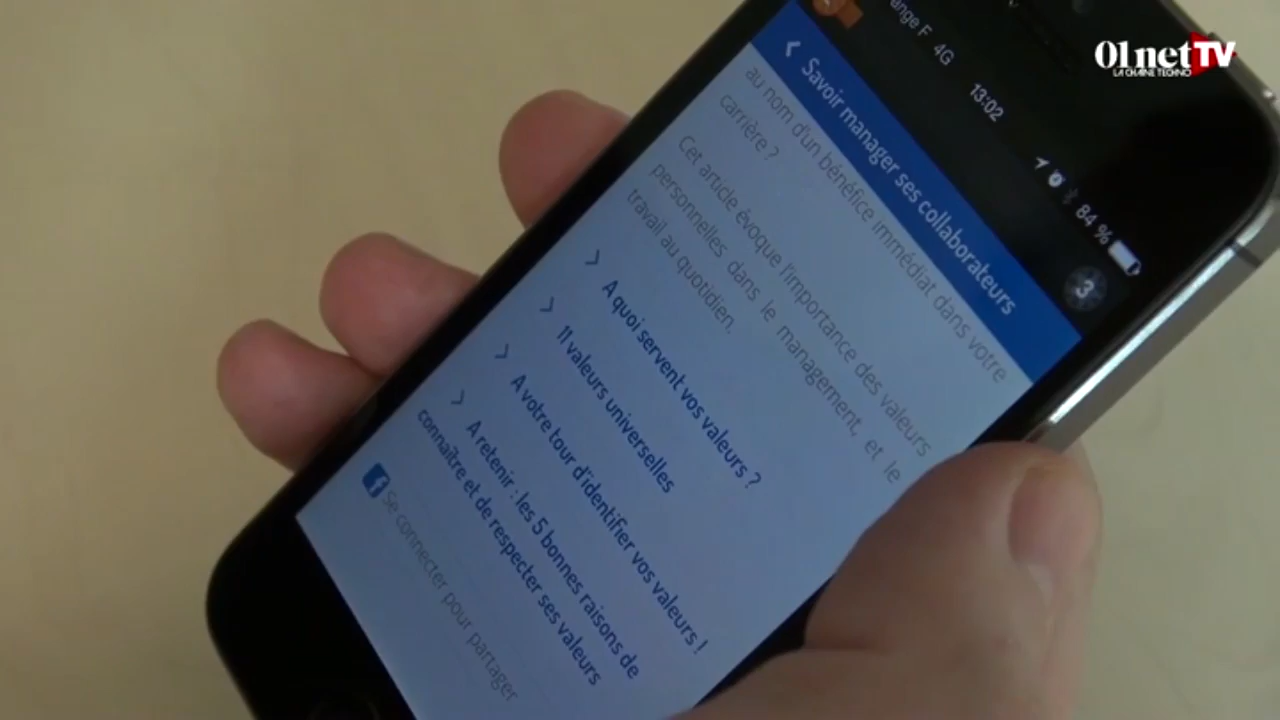 01netTV
LA CHAINE TECHNO
ange F 4G 13:02 84 %
3
Savoir manager ses collaborateurs
au nom d'un bénéfice immédiat dans votre
carrière ?
Cet article évoque l'importance des valeurs
personnelles dans le management, et le
travail au quotidien.
A quoi servent vos valeurs ?
11 valeurs universelles
A votre tour d'identifier vos valeurs !
A retenir : les 5 bonnes raisons de
connaître et de respecter ses valeurs
f Se connecter pour partager